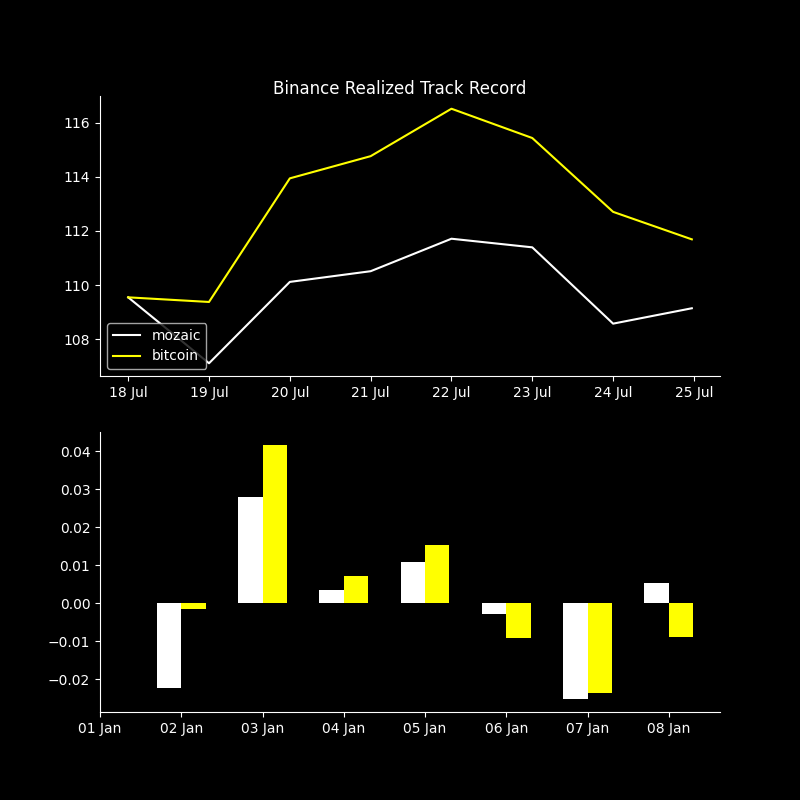 Binance Realized Track Record
116
114
112
110
108
mozaic
bitcoin
18 Jul 19 Jul 20 Jul 21 Jul 22 Jul 23 Jul 24 Jul 25 Jul
0.04
0.03
0.02
0.01
0.00
−0.01
−0.02
01 Jan 02 Jan 03 Jan 04 Jan 05 Jan 06 Jan 07 Jan 08 Jan